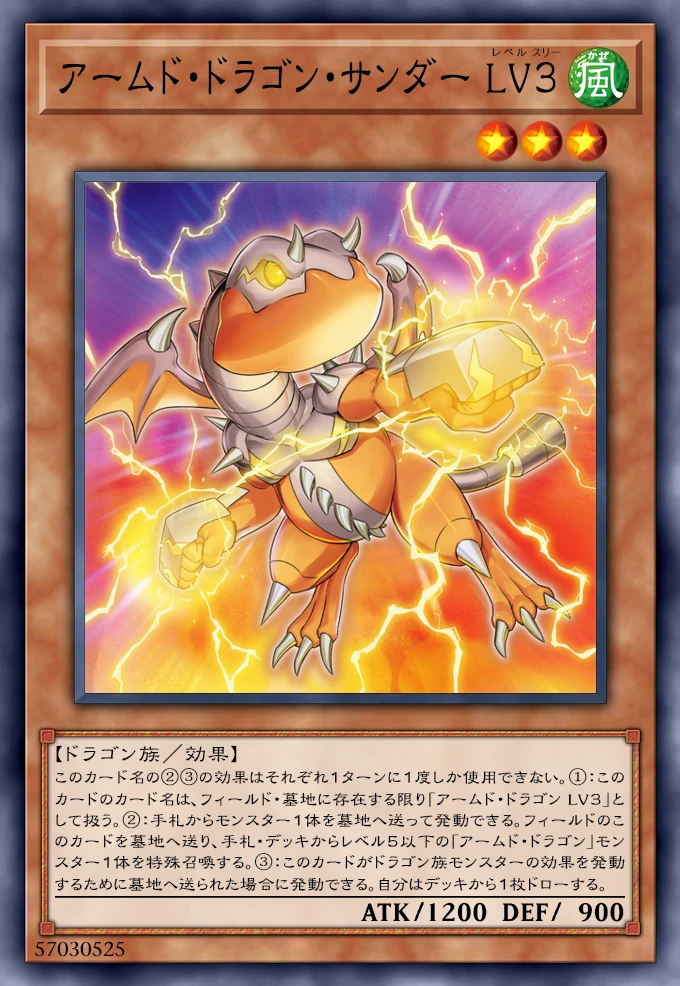 レベル スリー
アームド・ドラゴン・サンダー LV3
かぜ
風
【ドラゴン族／効果】
このカード名の②③の効果はそれぞれ1ターンに1度しか使用できない。①：この
カードのカード名は、フィールド・墓地に存在する限り「アームド・ドラゴン LV3」と
して扱う。②：手札からモンスター1体を墓地へ送って発動できる。フィールドのこ
のカードを墓地へ送り、手札・デッキからレベル5以下の「アームド・ドラゴン」モン
スター1体を特殊召喚する。③：このカードがドラゴン族モンスターの効果を発動
するために墓地へ送られた場合に発動できる。自分はデッキから1枚ドローする。
ATK/1200 DEF/ 900
57030525